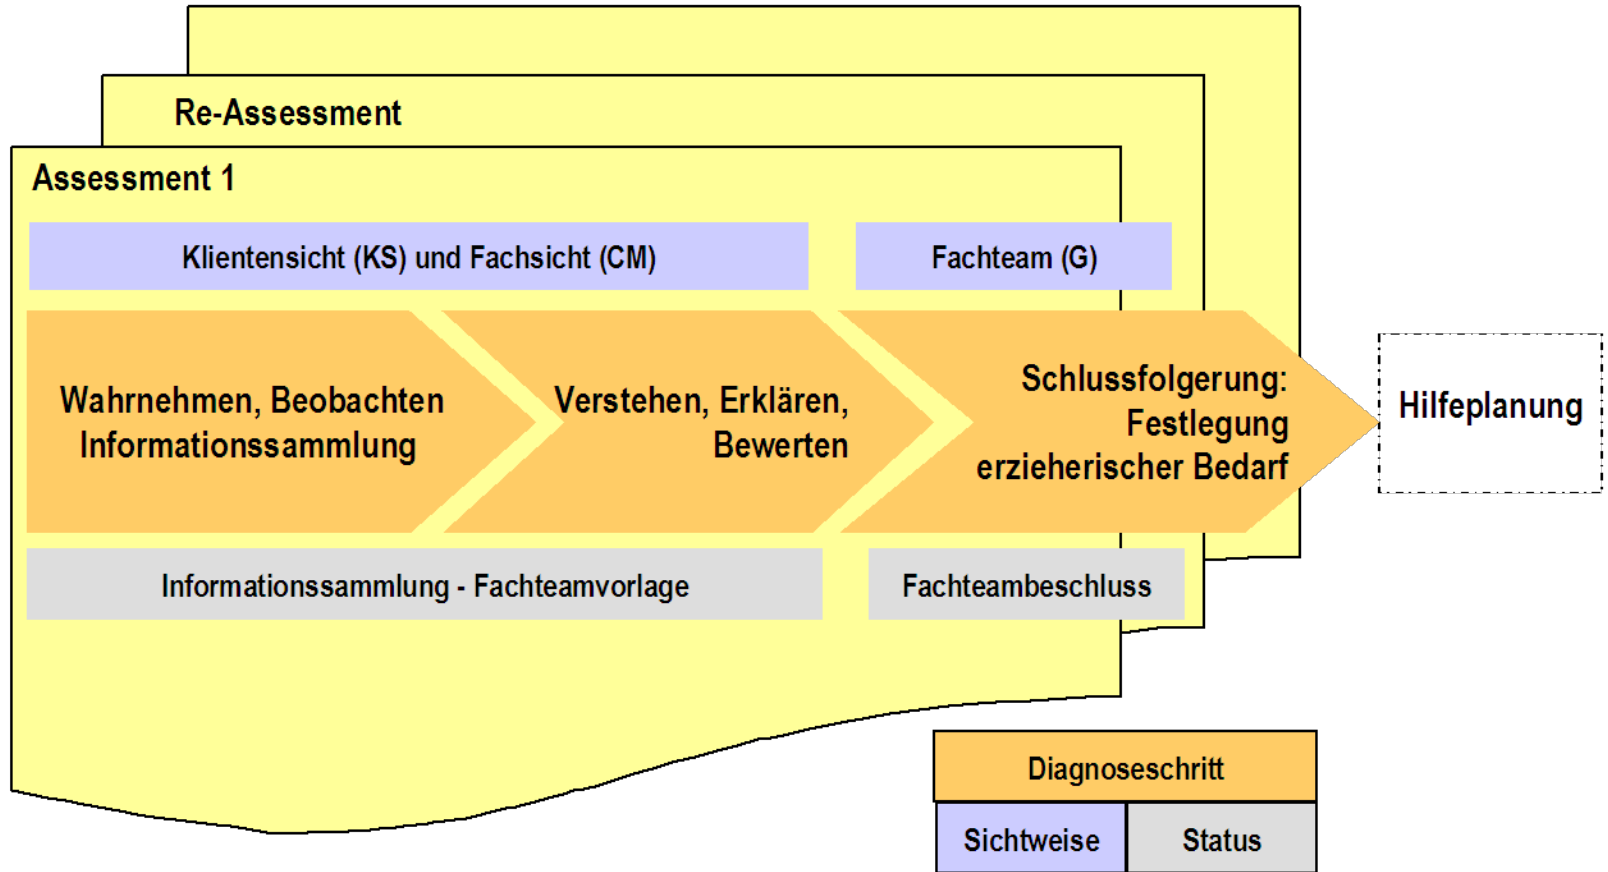 Re-Assessment
Assessment 1
Klientensicht (KS) und Fachsicht (CM)
Fachteam (G)
Wahrnehmen, Beobachten
Informationssammlung
Verstehen, Erklären,
Bewerten
Schlussfolgerung:
Festlegung
erzieherischer Bedarf
Hilfeplanung
Informationssammlung - Fachteamvorlage
Fachteambeschluss
Diagnoseschritt
Sichtweise
Status